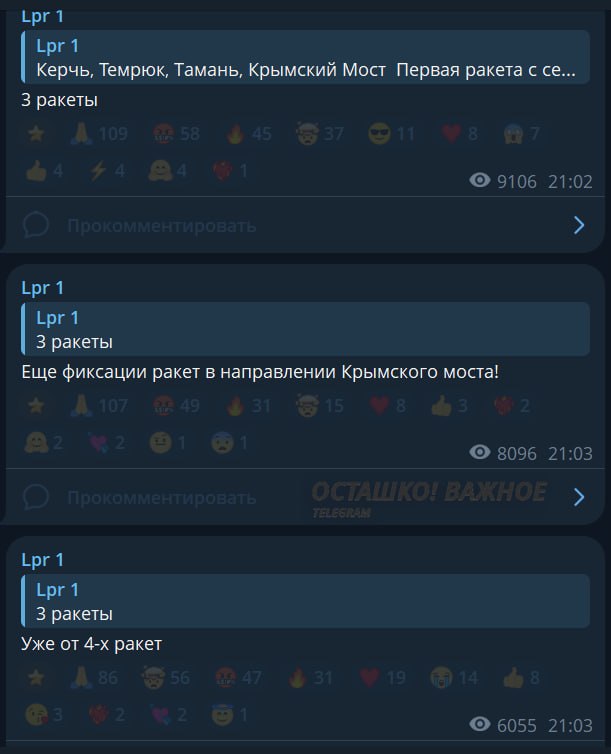 Lpr 1
Lpr 1
Керчь, Темрюк, Тамань, Крымский Мост Первая ракета с се...
3 ракеты
109 58 45 37 11 8 7
4 4 4 1
9106 21:02
Прокомментировать
Lpr 1
Lpr 1
3 ракеты
Еще фиксации ракет в направлении Крымского моста!
107 49 31 15 8 3 2
2 2 1 1
8096 21:03
Прокомментировать
ОСТАШКО! ВАЖНОЕ
TELEGRAM
Lpr 1
Lpr 1
3 ракеты
Уже от 4-х ракет
86 56 47 31 19 14 8
3 2 2 1
6055 21:03